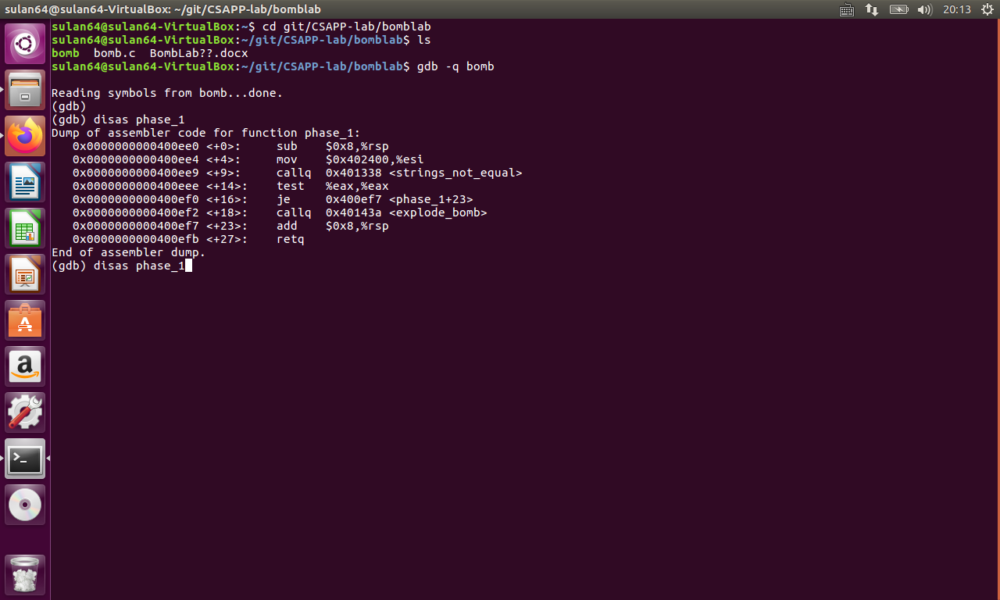 sulan64@sulan64-VirtualBox: ~/git/CSAPP-lab/bomblab 20:13
sulan64@sulan64-VirtualBox:~$ cd git/CSAPP-lab/bomblab
sulan64@sulan64-VirtualBox:~/git/CSAPP-lab/bomblab$ ls
bomb  bomb.c  BombLab??.docx
sulan64@sulan64-VirtualBox:~/git/CSAPP-lab/bomblab$ gdb -q bomb
Reading symbols from bomb...done.
(gdb)
(gdb) disas phase_1
Dump of assembler code for function phase_1:
   0x0000000000400ee0 <+0>:     sub    $0x8,%rsp
   0x0000000000400ee4 <+4>:     mov    $0x402400,%esi
   0x0000000000400ee9 <+9>:     callq  0x401338 <strings_not_equal>
   0x0000000000400eee <+14>:    test   %eax,%eax
   0x0000000000400ef0 <+16>:    je     0x400ef7 <phase_1+23>
   0x0000000000400ef2 <+18>:    callq  0x40143a <explode_bomb>
   0x0000000000400ef7 <+23>:    add    $0x8,%rsp
   0x0000000000400efb <+27>:    retq
End of assembler dump.
(gdb) disas phase_1